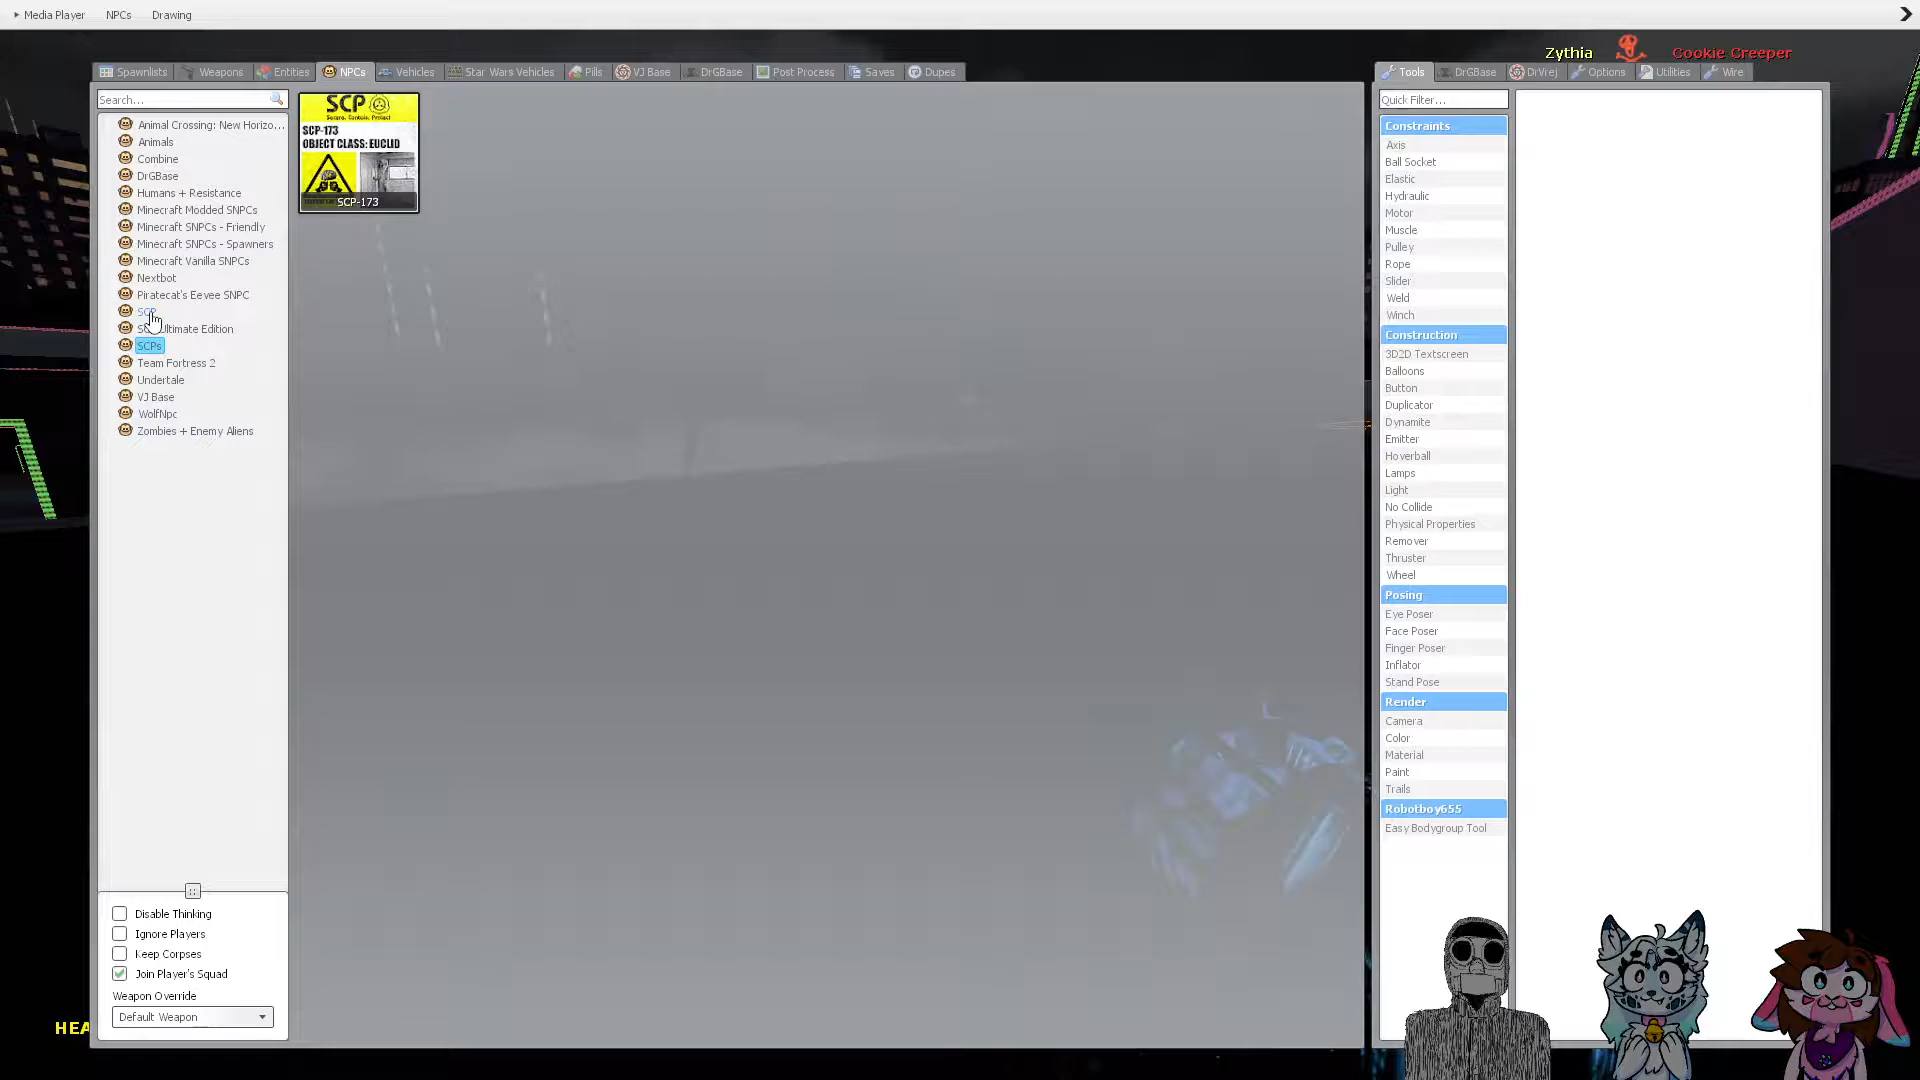 Media Player NPCs Drawing
Zythia Cookie Creeper
Spawnlists Weapons Entities NPCs Vehicles Star Wars Vehicles Pills VJ Base DrGBase Post Process Saves Dupes
Tools DrGBase DrVrej Options Utilities Wire
Search...
Animal Crossing: New Horizo...
Animals
Combine
DrGBase
Humans + Resistance
Minecraft Modded SNPCs
Minecraft SNPCs - Friendly
Minecraft SNPCs - Spawners
Minecraft Vanilla SNPCs
Nextbot
Piratecat's Eevee SNPC
SCP
Ultimate Edition
SCPs
Team Fortress 2
Undertale
VJ Base
WolfNpc
Zombies + Enemy Aliens
Disable Thinking
Ignore Players
Keep Corpses
Join Player's Squad
Weapon Override
Default Weapon
HEA
SCP
Secure. Contain. Protect
SCP-173
OBJECT CLASS: EUCLID
SCP-173
Quick Filter...
Constraints
Axis
Ball Socket
Elastic
Hydraulic
Motor
Muscle
Pulley
Rope
Slider
Weld
Winch
Construction
3D2D Textscreen
Balloons
Button
Duplicator
Dynamite
Emitter
Hoverball
Lamps
Light
No Collide
Physical Properties
Remover
Thruster
Wheel
Posing
Eye Poser
Face Poser
Finger Poser
Inflator
Stand Pose
Render
Camera
Color
Material
Paint
Trails
Robotboy655
Easy Bodygroup Tool